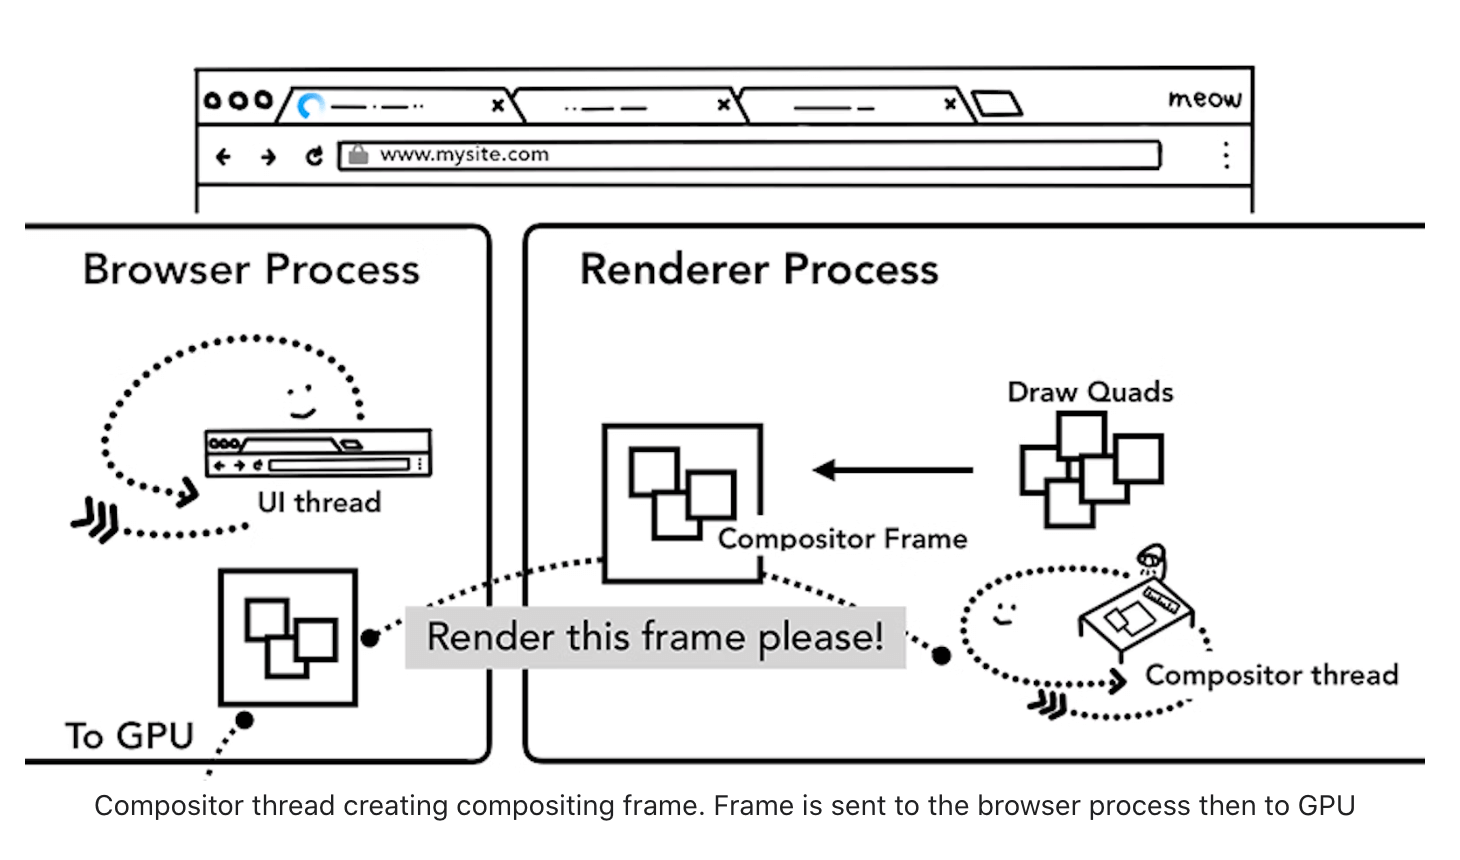 meow
www.mysite.com
Browser Process
Renderer Process
Draw Quads
UI thread
Compositor Frame
Render this frame please!
Compositor thread
To GPU
Compositor thread creating compositing frame. Frame is sent to the browser process then to GPU